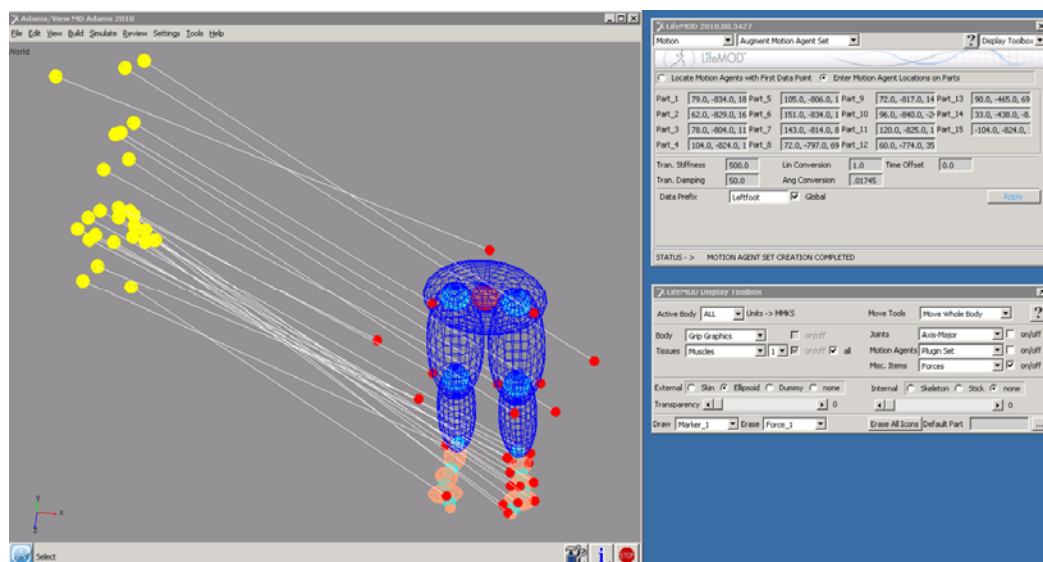 Adams/View MD Adams 2010
File Edit View Build Simulate Review Settings Tools Help
World
y
x
z
Select
LifeMOD 2010.00.3427
Motion Augment Motion Agent Set ? Display Toolbox
LifeMOD
Locate Motion Agents with First Data Point Enter Motion Agent Locations on Parts
Part_1 79.0, -834.0, 18 Part_5 105.0, -806.0, 1 Part_9 72.0, -817.0, 14 Part_13 90.0, -465.0, 69
Part_2 62.0, -829.0, 16 Part_6 151.0, -834.0, 1 Part_10 96.0, -840.0, -2 Part_14 33.0, -438.0, -8.
Part_3 78.0, -804.0, 11 Part_7 143.0, -814.0, 8 Part_11 120.0, -825.0, 1 Part_15 -104.0, -824.0,
Part_4 104.0, -824.0, 1 Part_8 72.0, -797.0, 69 Part_12 60.0, -774.0, 35
Tran. Stiffness 500.0 Lin Conversion 1.0 Time Offset 0.0
Tran. Damping 50.0 Ang Conversion .01745
Data Prefix Leftfoot Global Apply
STATUS - > MOTION AGENT SET CREATION COMPLETED
LifeMOD Display Toolbox
Active Body ALL Units -> MMKS Move Tools Move Whole Body ?
Body Grip Graphics on/off Joints Axis-Major on/off
Tissues Muscles 1 on/off all Motion Agents Plugin Set on/off
Misc. Items Forces on/off
External Skin Ellipsoid Dummy none Internal Skeleton Stick none
Transparency 0 0
Draw Marker_1 Erase Force_1 Erase All Icons Default Part ...
i
STOP